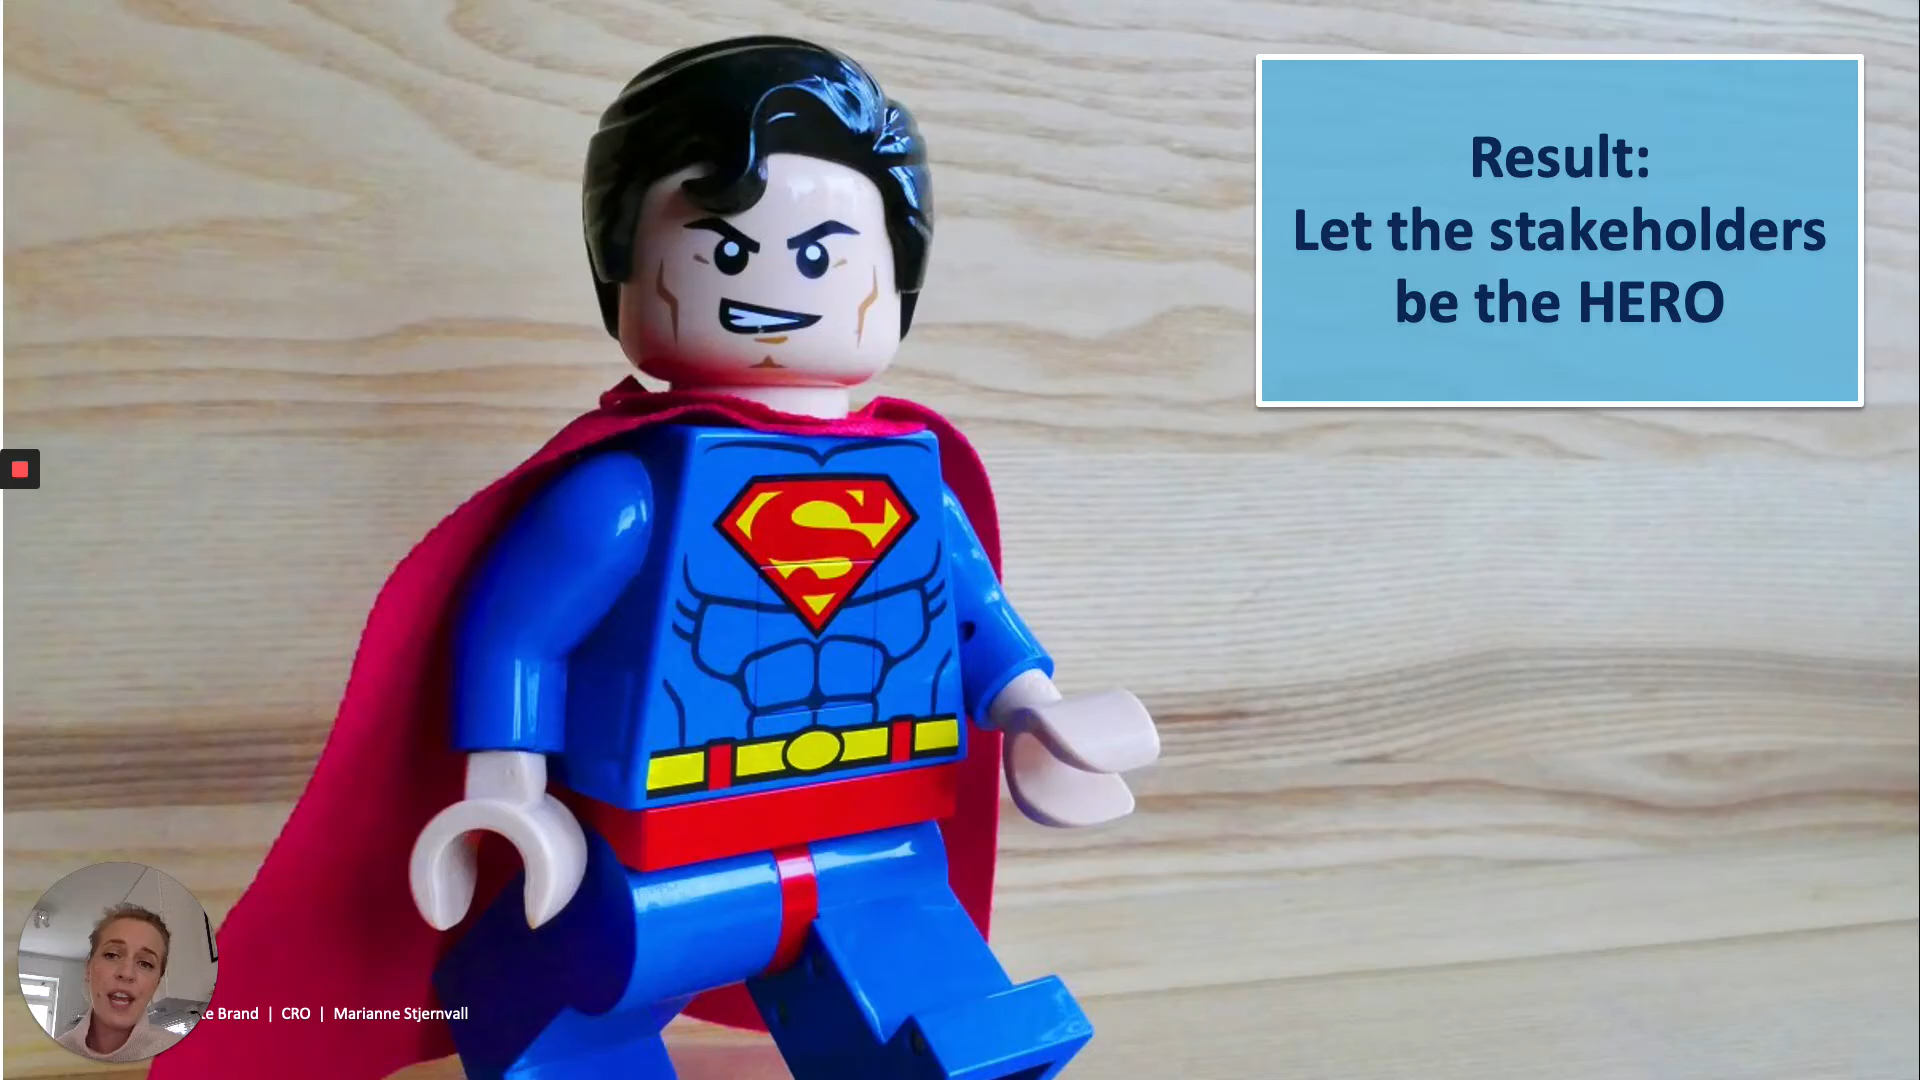 Result:
Let the stakeholders
be the HERO
Brand | CRO | Marianne Stjernvall